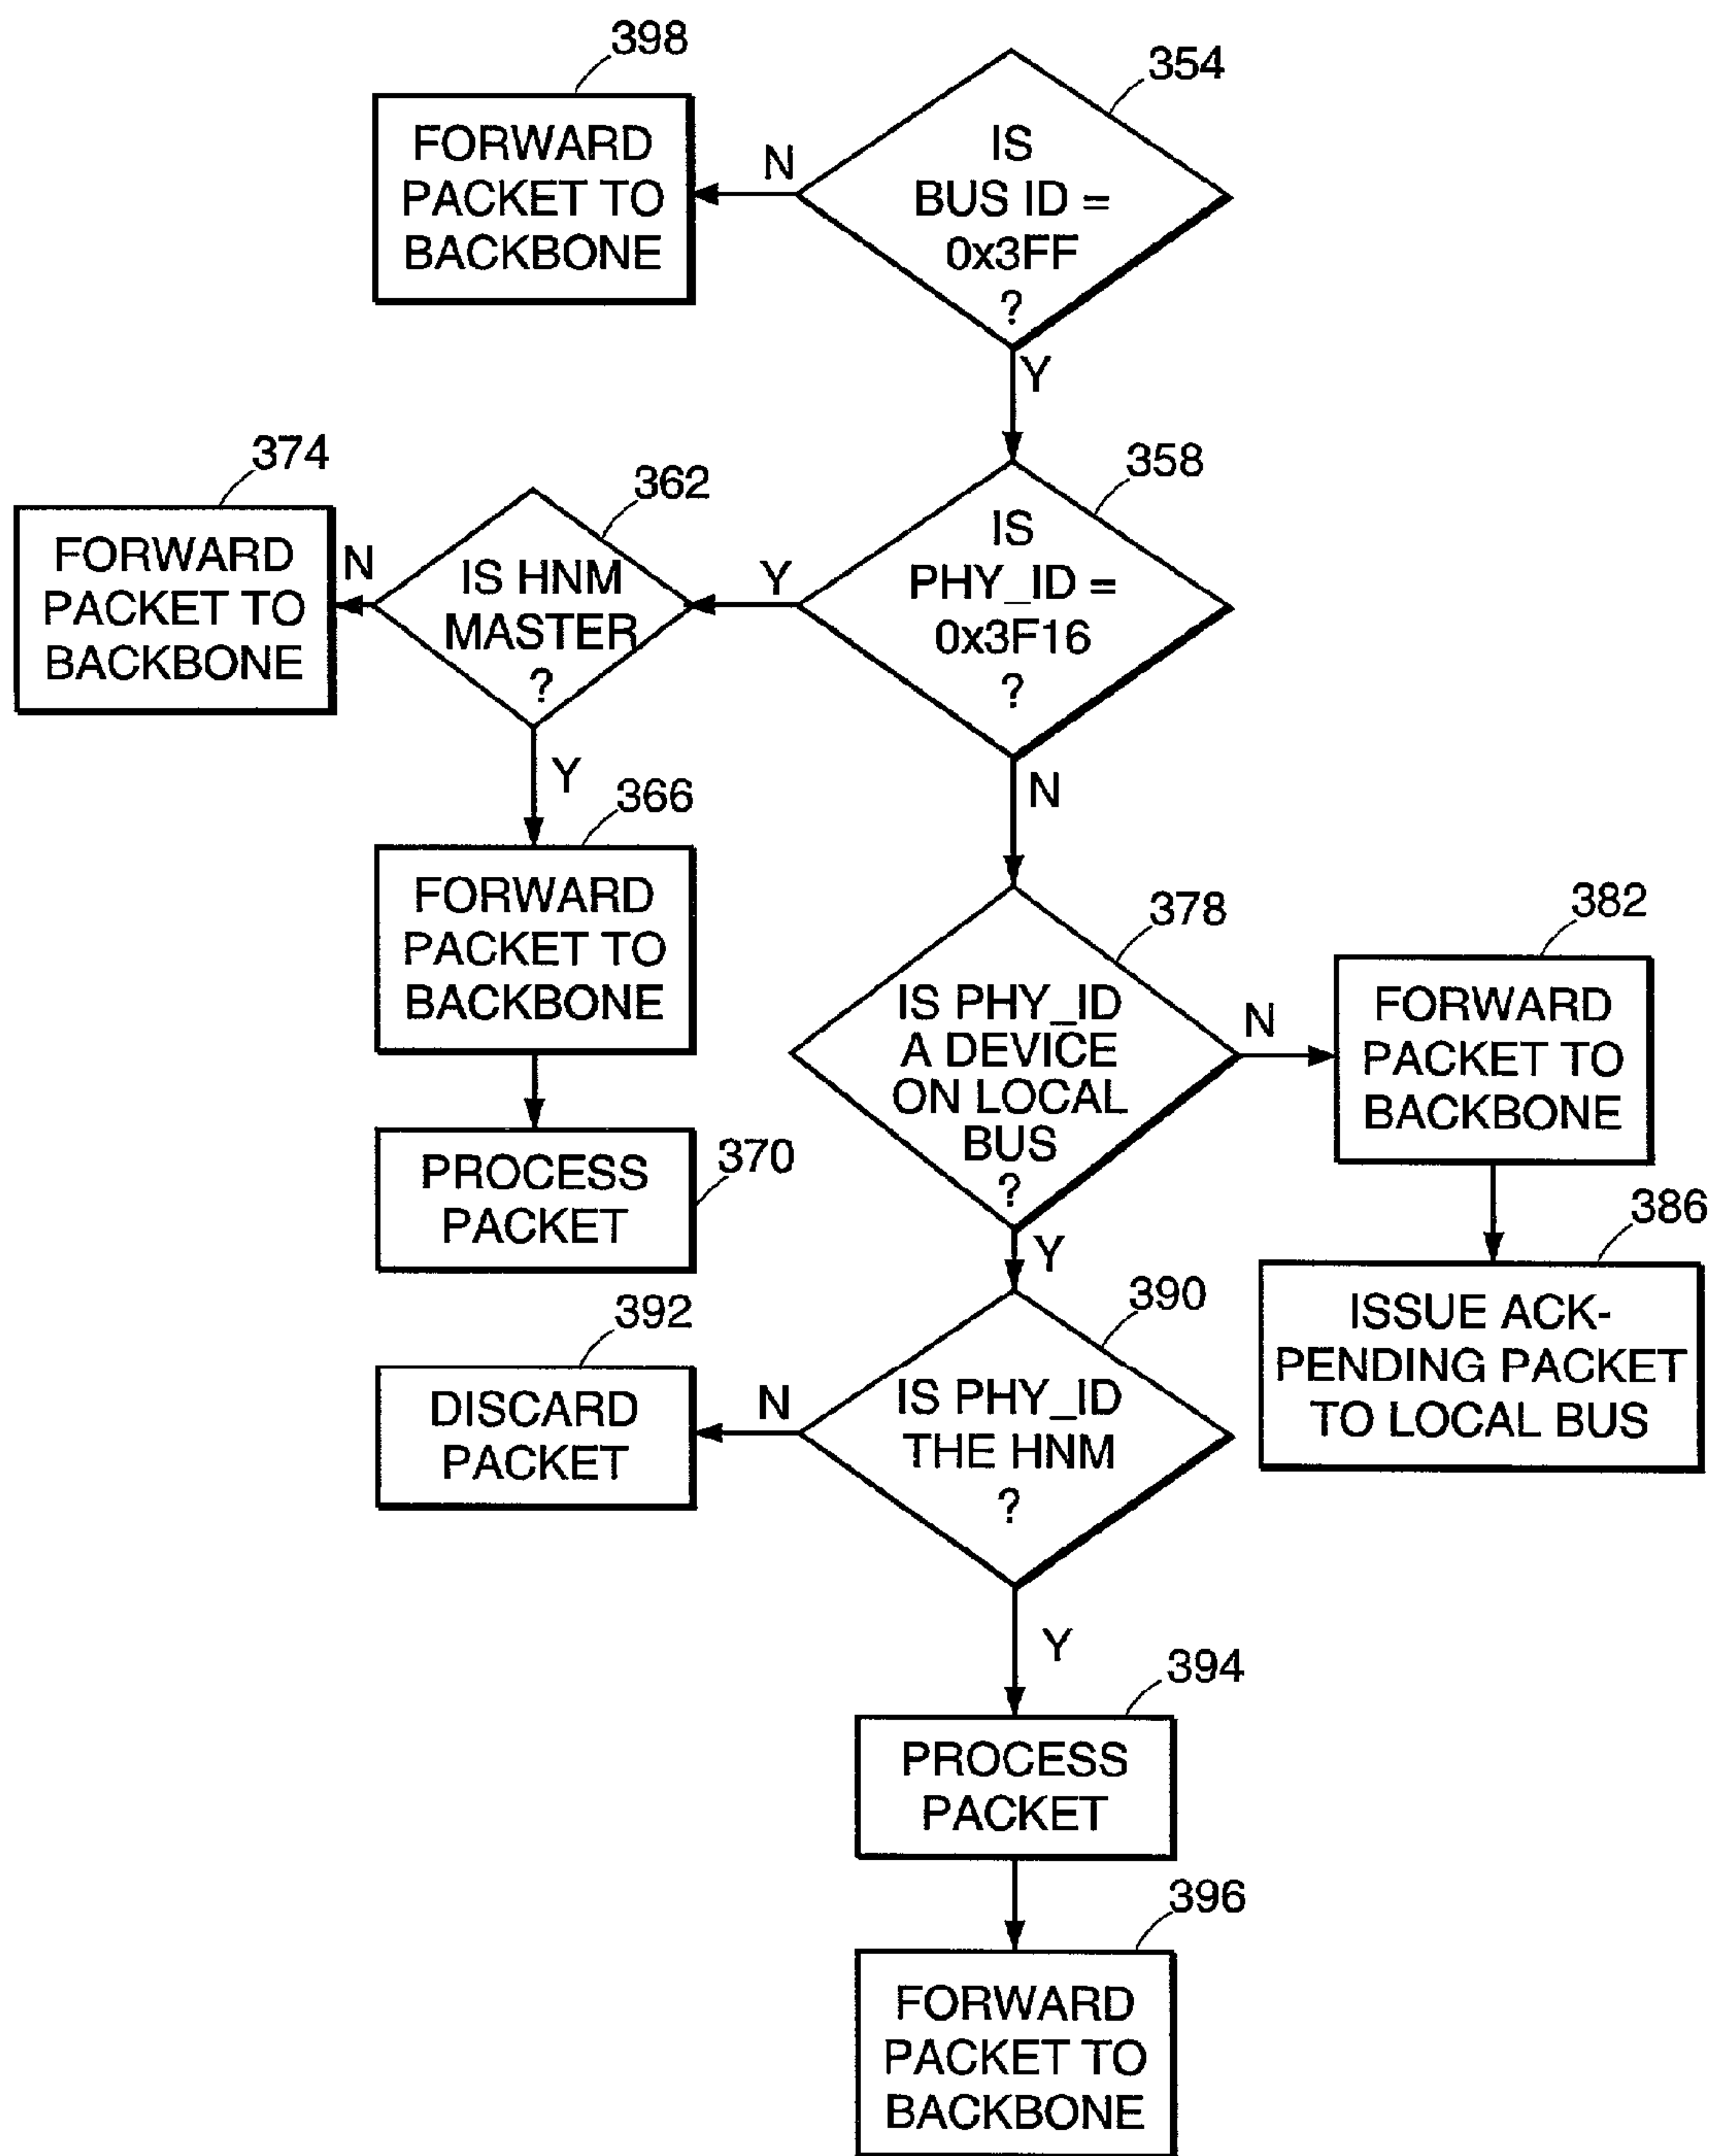 398
FORWARD
PACKET TO
BACKBONE
N
354
IS
BUS ID =
0x3FF
?
Y
374
FORWARD
PACKET TO
BACKBONE
N
362
IS HNM
MASTER
?
Y
358
IS
PHY_ID =
0x3F16
?
Y
366
FORWARD
PACKET TO
BACKBONE
N
378
IS PHY_ID
A DEVICE
ON LOCAL
BUS
?
N
382
FORWARD
PACKET TO
BACKBONE
PROCESS
PACKET
370
Y
386
ISSUE ACK-
PENDING PACKET
TO LOCAL BUS
392
DISCARD
PACKET
N
390
IS PHY_ID
THE HNM
?
Y
394
PROCESS
PACKET
396
FORWARD
PACKET TO
BACKBONE